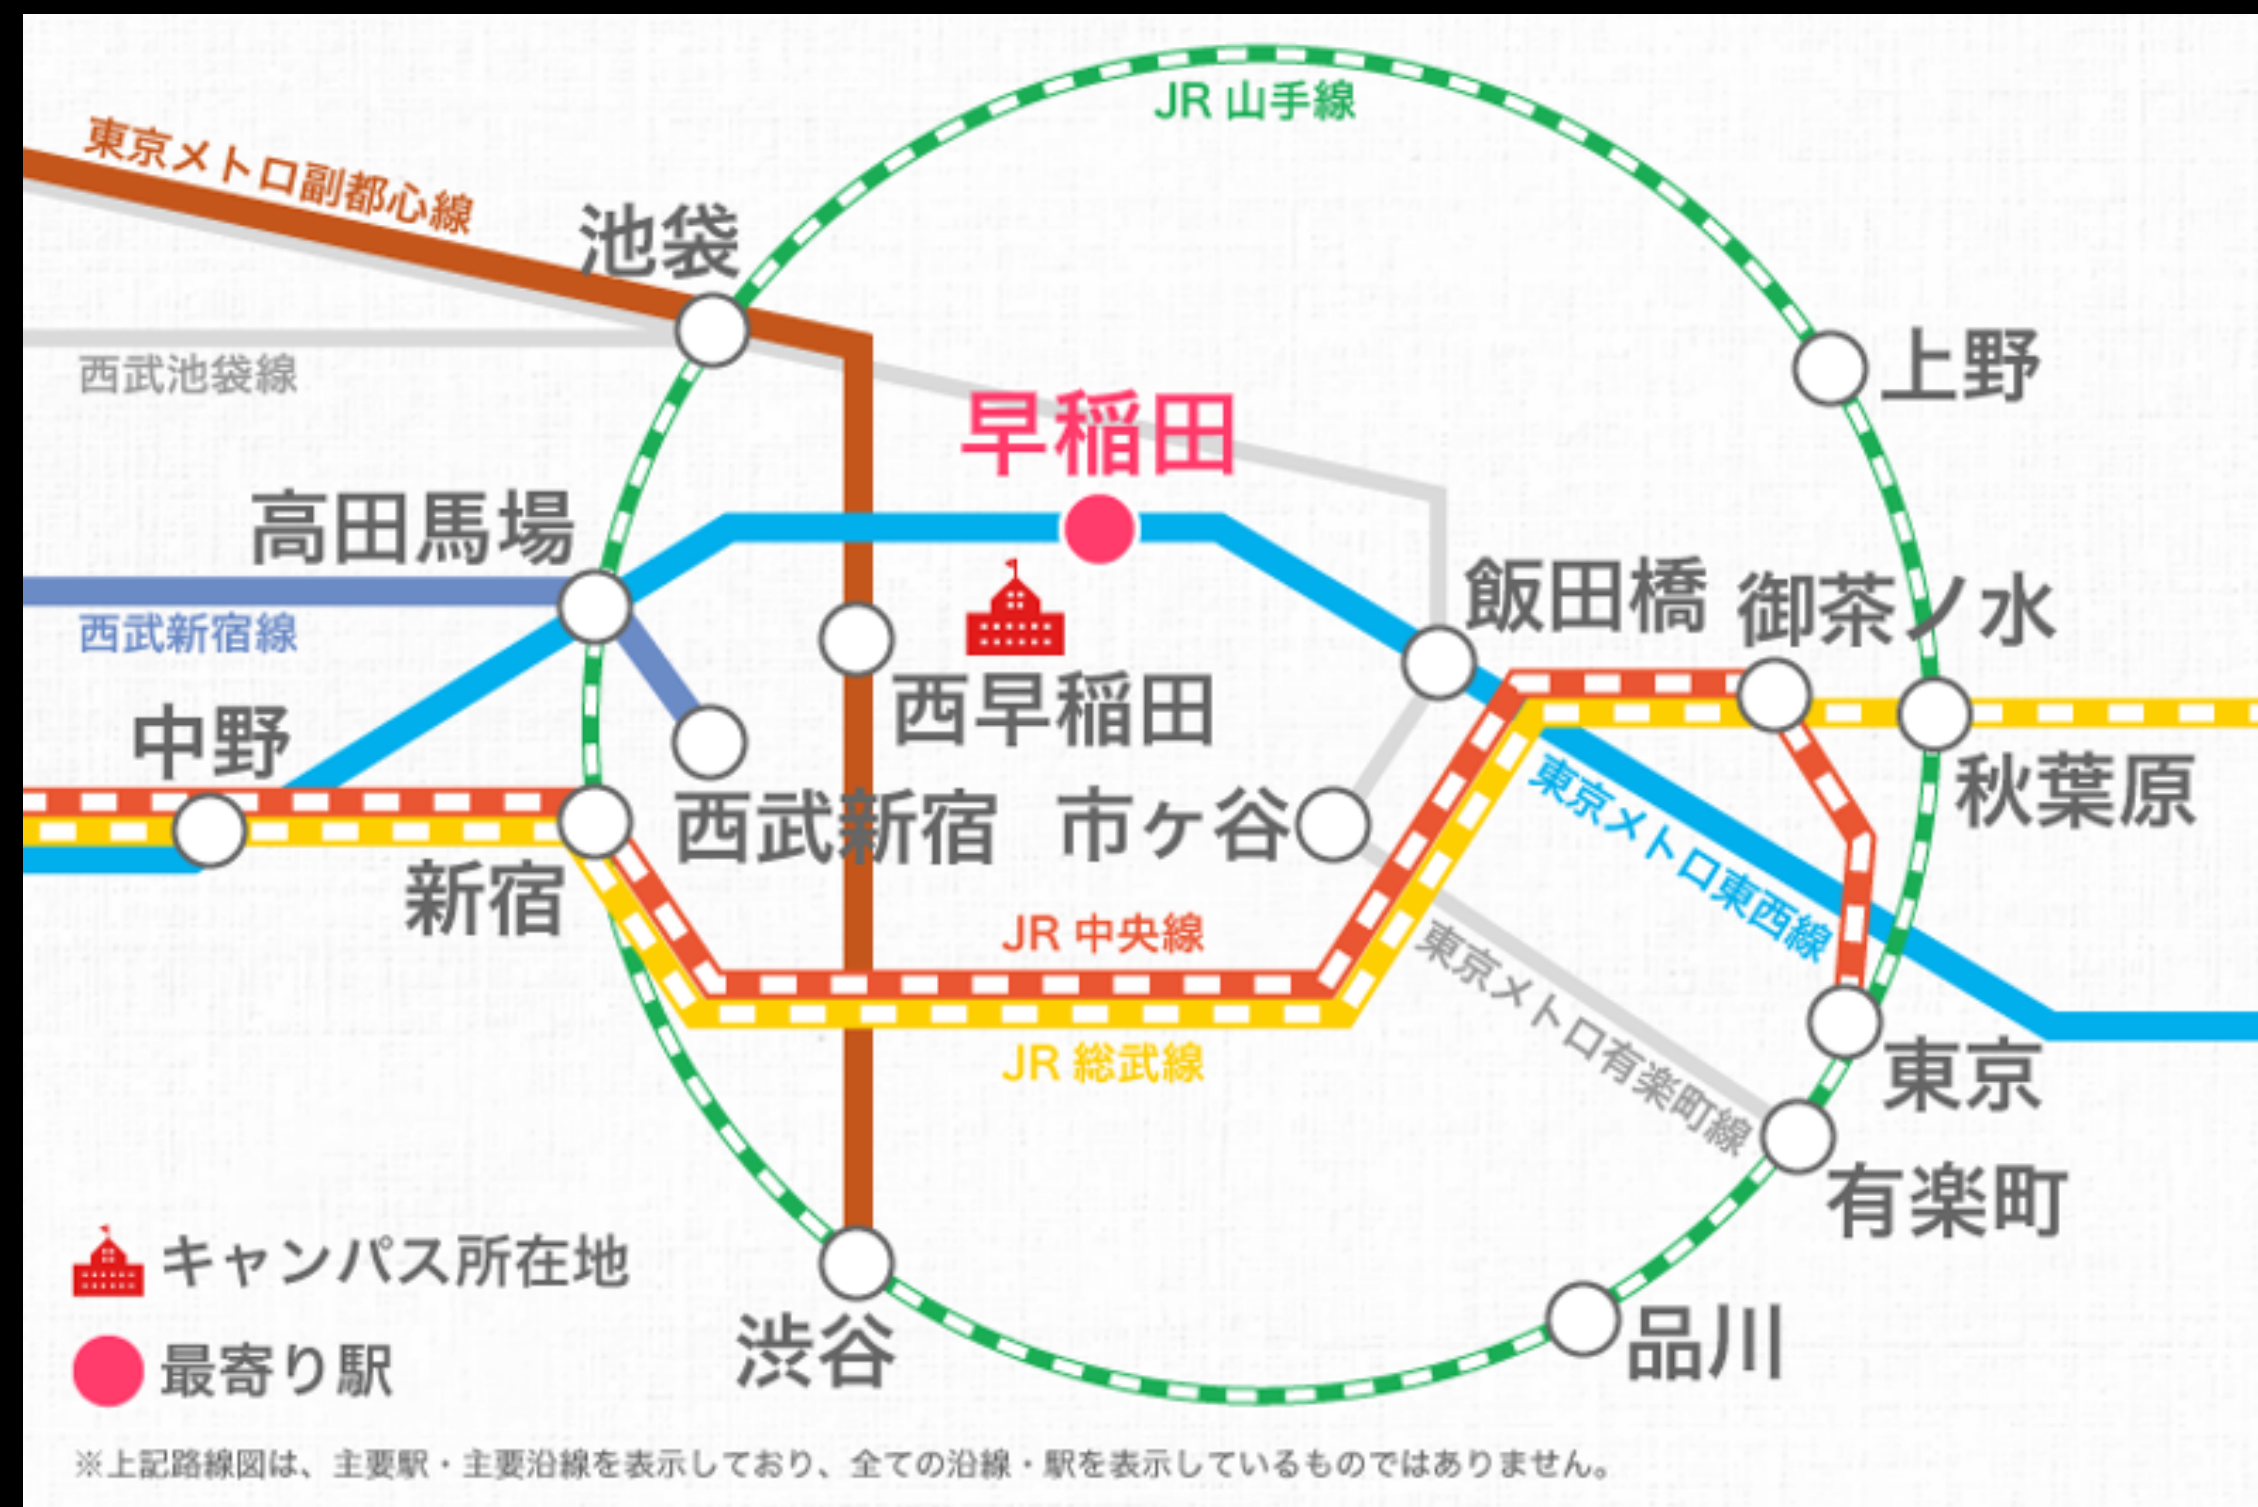 JR 山手線
東京メトロ副都心線
池袋
上野
西武池袋線
早稲田
高田馬場
飯田橋
御茶ノ水
西武新宿線
西早稲田
中野
秋葉原
西武新宿
市ヶ谷
東京メトロ東西線
新宿
JR 中央線
東京メトロ有楽町線
JR 総武線
東京
有楽町
キャンパス所在地
渋谷
品川
最寄り駅
※上記路線図は、主要駅・主要沿線を表示しており、全ての沿線・駅を表示しているものではありません。